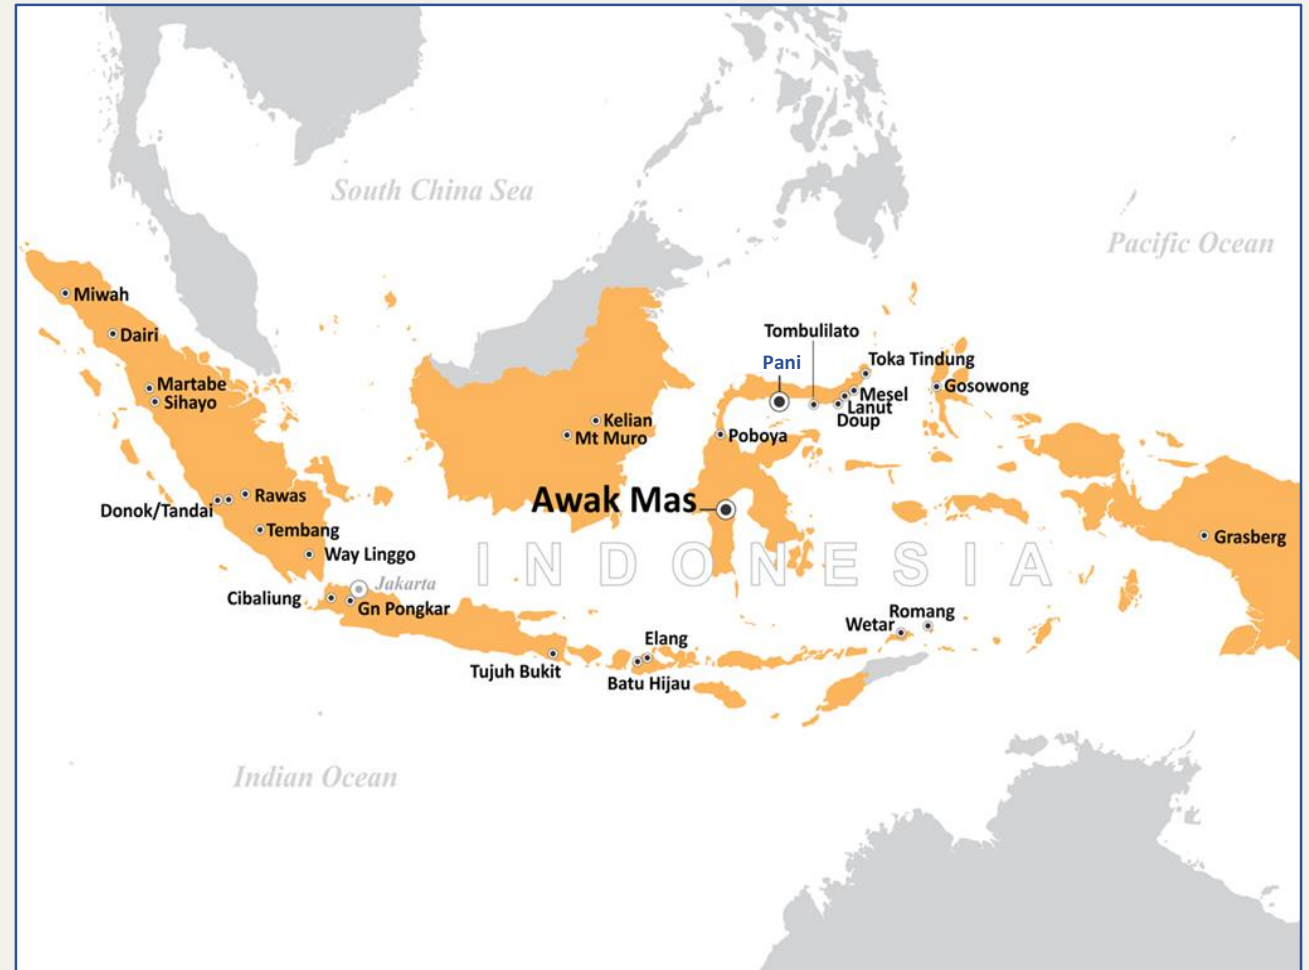 South China Sea
Pacific Ocean
Miwah
Dairi
Martabe
Sihayo
Tombulilato
Pani
Toka Tindung
Gosowong
Mesel
Lanut
Doup
Kelian
Mt Muro
Poboya
Rawas
Donok/Tandai
Awak Mas
Tembang
Grasberg
Way Linggo
INDONESIA
Jakarta
Cibaliung
Gn Pongkar
Romang
Wetar
Elang
Tujuh Bukit
Batu Hijau
Indian Ocean